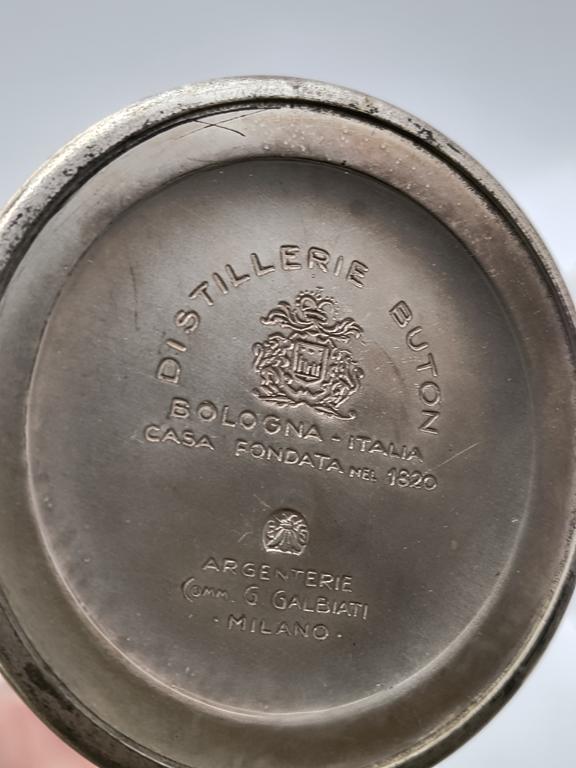 DISTILLERIE BUTON
BOLOGNA - ITALIA
CASA FONDATA NEL 1820
ARGENTERIE
Comm. G GALBIATI
· MILANO ·